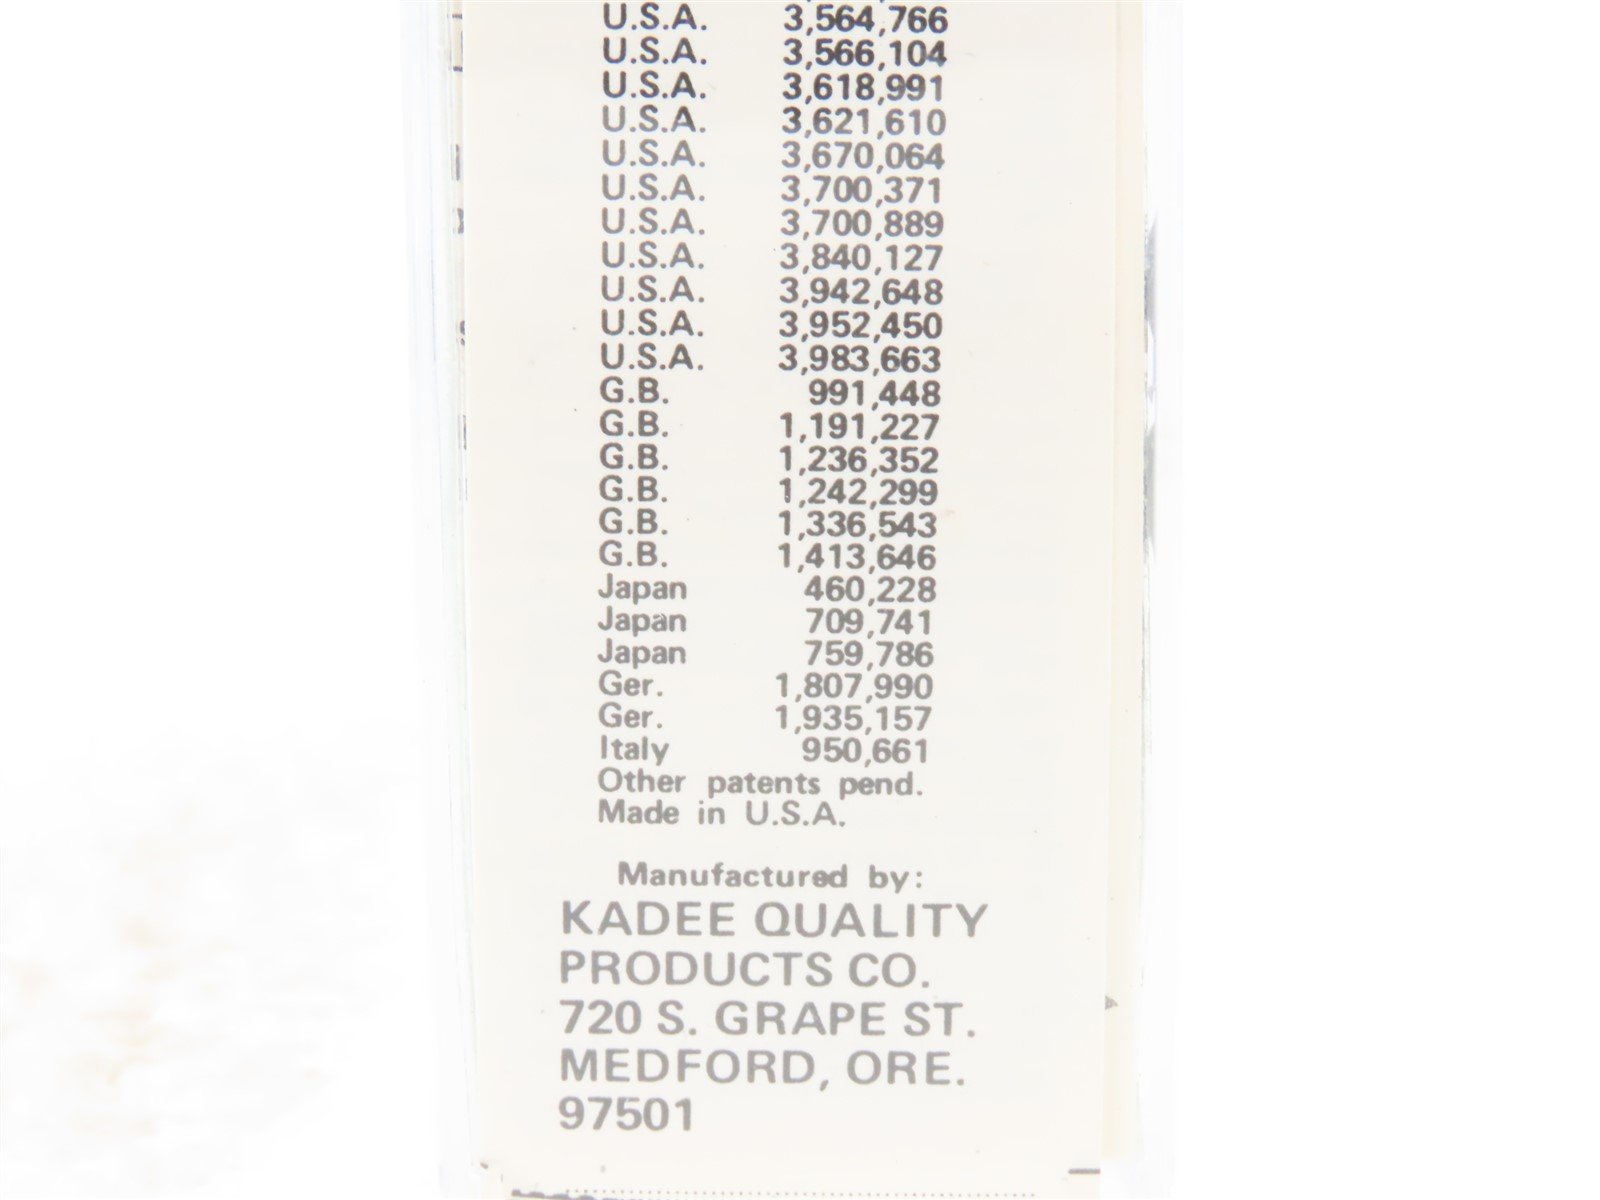 U.S.A. 3,564,766
U.S.A. 3,566,104
U.S.A. 3,618,991
U.S.A. 3,621,610
U.S.A. 3,670,064
U.S.A. 3,700,371
U.S.A. 3,700,889
U.S.A. 3,840,127
U.S.A. 3,942,648
U.S.A. 3,952,450
U.S.A. 3,983,663
G.B. 991,448
G.B. 1,191,227
G.B. 1,236,352
G.B. 1,242,299
G.B. 1,336,543
G.B. 1,413,646
Japan 460,228
Japan 709,741
Japan 759,786
Ger. 1,807,990
Ger. 1,935,157
Italy 950,661
Other patents pend.
Made in U.S.A.
Manufactured by:
KADEE QUALITY
PRODUCTS CO.
720 S. GRAPE ST.
MEDFORD, ORE.
97501